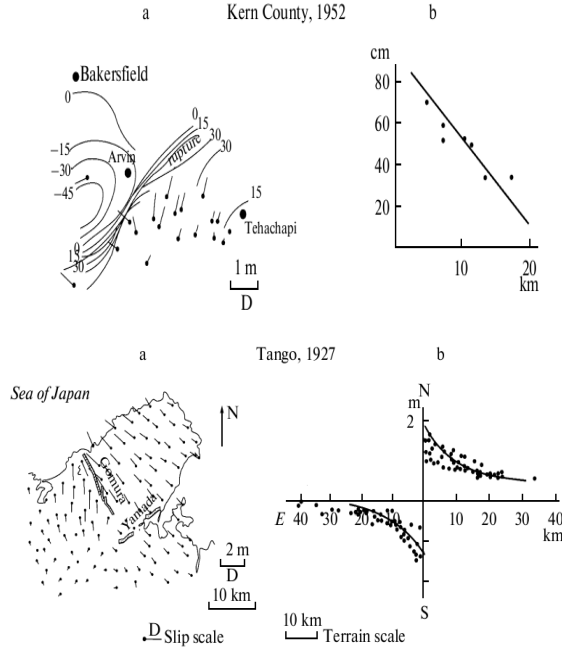 a Kern County, 1952 b
Bakersfield
0
-15
-30
-45
Arvin
rupture
0
15
30
30
15
Tehachapi
0
15
30
1 m
D
cm
80
60
40
20
10 20
km
a Tango, 1927 b
Sea of Japan
N
Gomura
Yamada
2 m
D
10 km
N
m
2
E 40 30 20 10 10 20 30 40
km
S
D Slip scale
10 km
Terrain scale